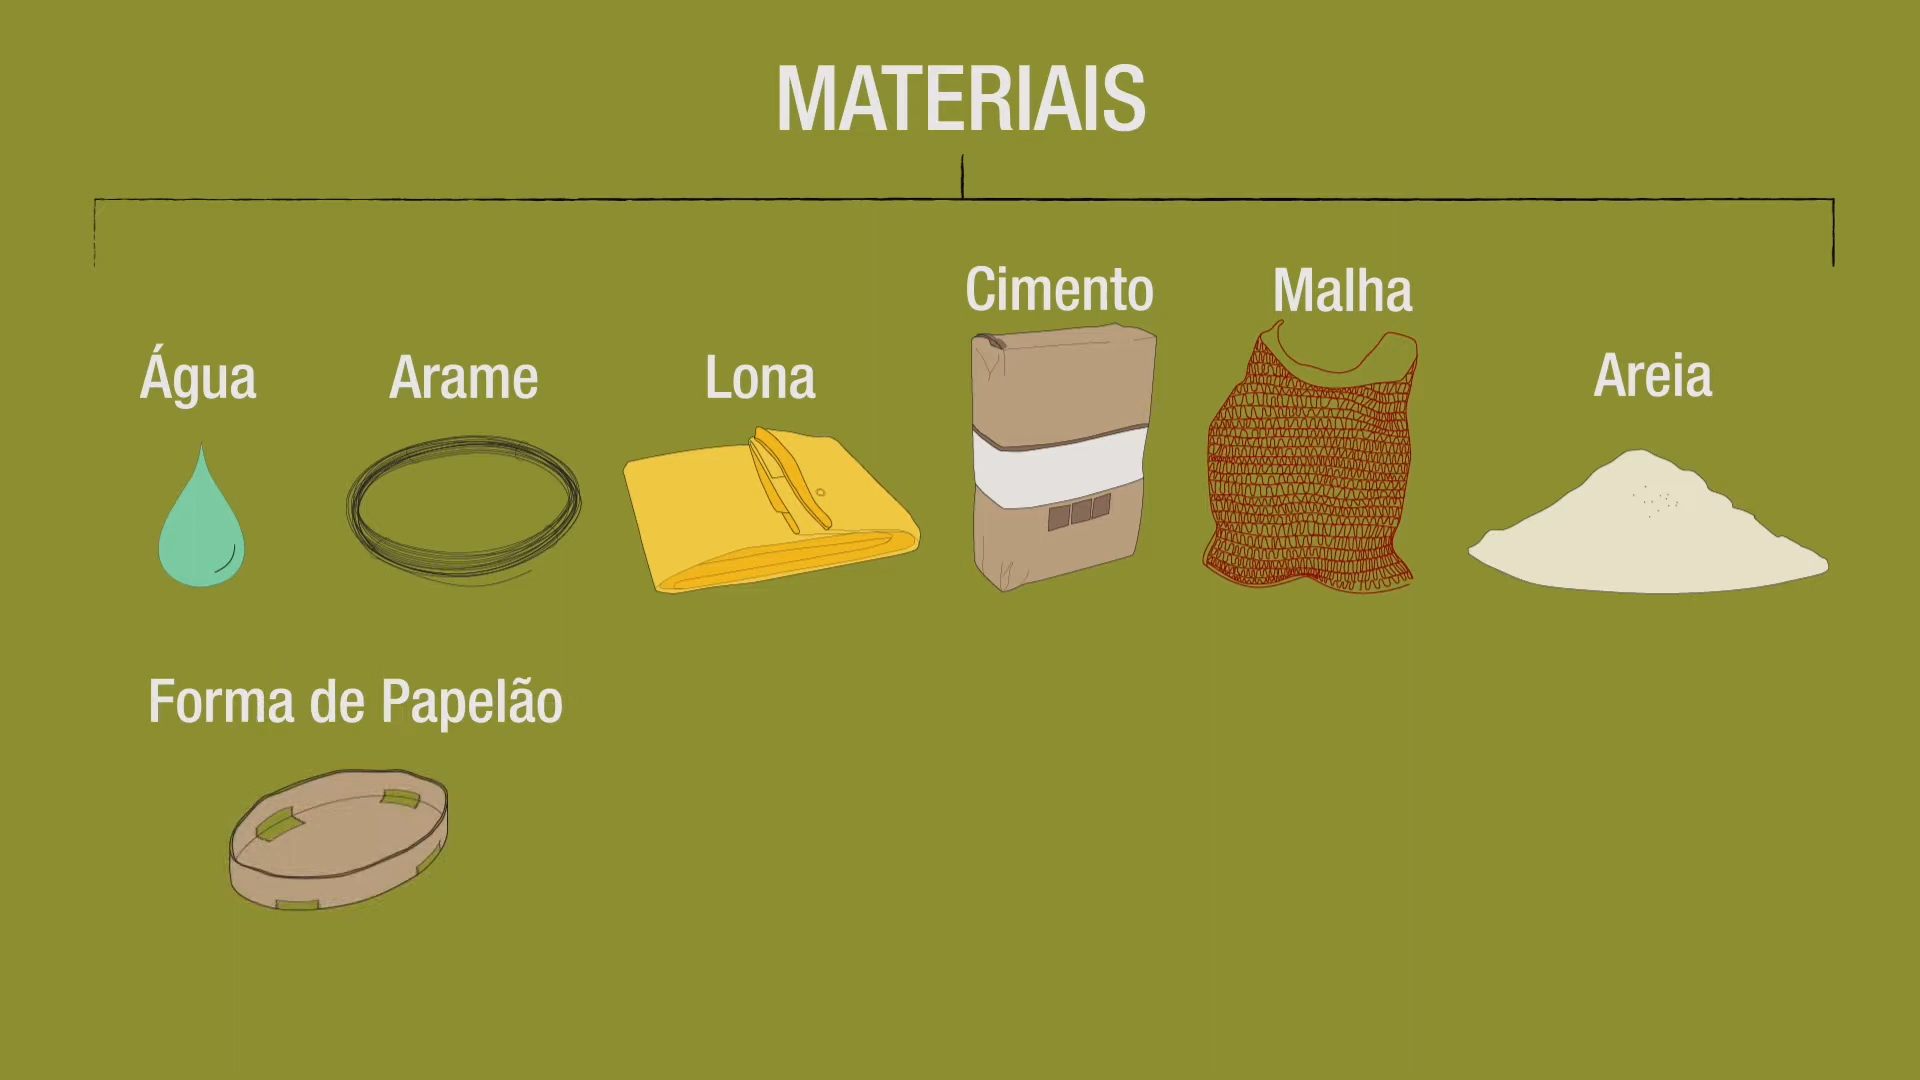 MATERIAIS
Cimento
Malha
Água
Arame
Lona
Areia
Forma de Papelão